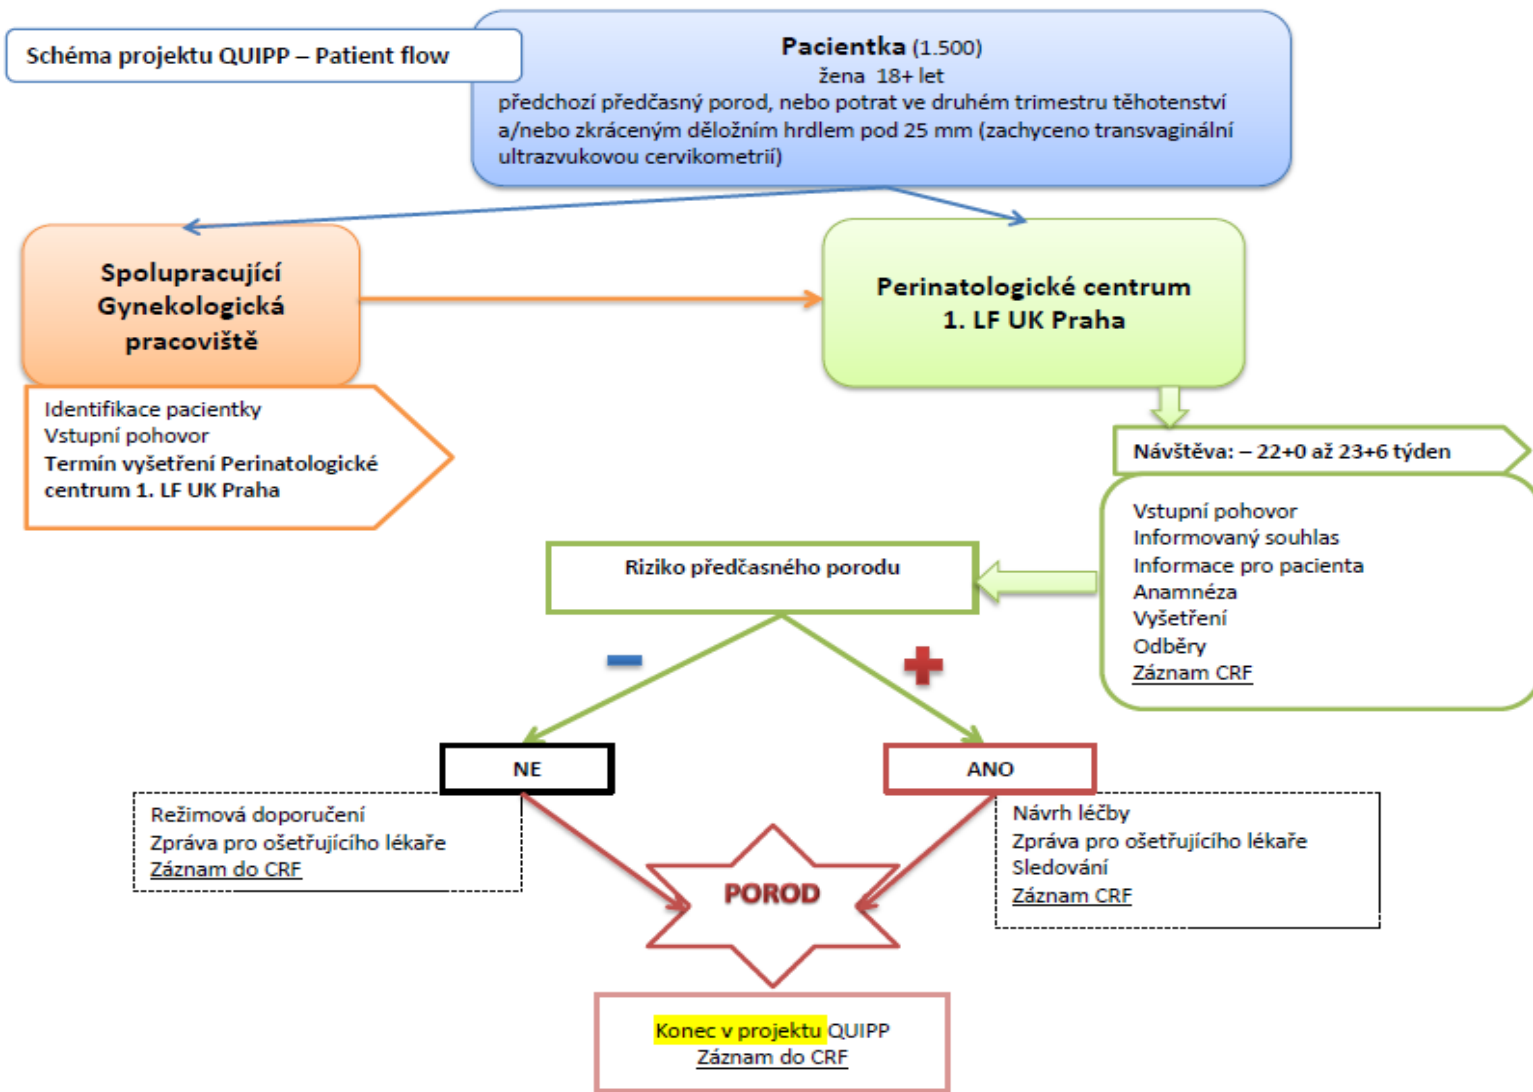 Schéma projektu QUIPP – Patient flow
Pacientka (1.500)
žena 18+ let
předchozí předčasný porod, nebo potrat ve druhém trimestru těhotenství
a/nebo zkráceným děložním hrdlem pod 25 mm (zachyceno transvaginální
ultrazvukovou cervikometrií)
Spolupracující
Gynekologická
pracoviště
Perinatologické centrum
1. LF UK Praha
Identifikace pacientky
Vstupní pohovor
Termín vyšetření Perinatologické
centrum 1. LF UK Praha
Návštěva: – 22+0 až 23+6 týden
Vstupní pohovor
Informovaný souhlas
Informace pro pacienta
Anamnéza
Vyšetření
Odběry
Záznam CRF
Riziko předčasného porodu
NE
ANO
Režimová doporučení
Zpráva pro ošetřujícího lékaře
Záznam do CRF
Návrh léčby
Zpráva pro ošetřujícího lékaře
Sledování
Záznam CRF
POROD
Konec v projektu QUIPP
Záznam do CRF